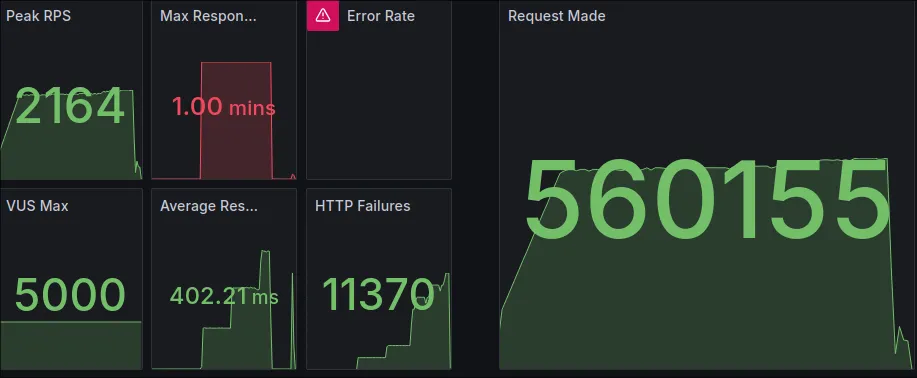 Peak RPS
2164
Max Respon...
1.00 mins
Error Rate
Request Made
560155
VUS Max
5000
Average Res...
402.21 ms
HTTP Failures
11370